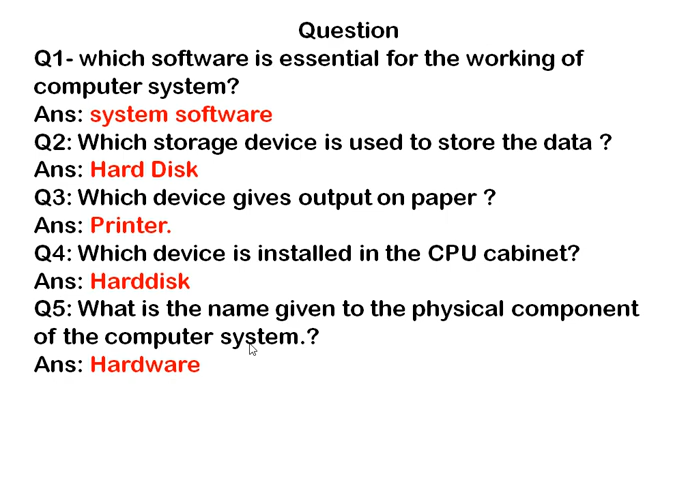 Question
Q1- which software is essential for the working of
computer system?
Ans: system software
Q2: Which storage device is used to store the data ?
Ans: Hard Disk
Q3: Which device gives output on paper ?
Ans: Printer.
Q4: Which device is installed in the CPU cabinet?
Ans: Harddisk
Q5: What is the name given to the physical component
of the computer system.?
Ans: Hardware